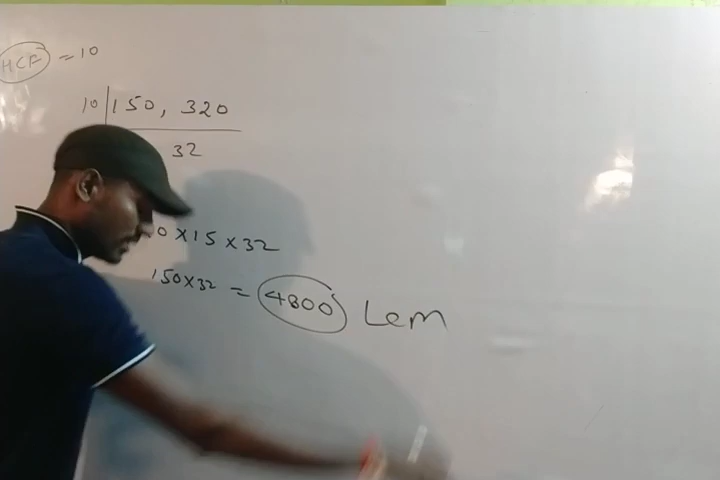 HCF = 10
10 150, 320
32
0 x 15 x 32
150 x 32 = 4800 Lcm